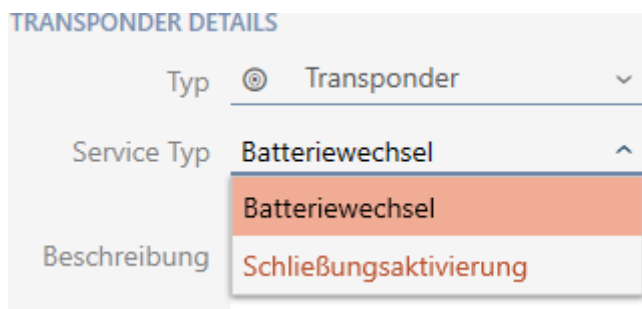 TRANSPONDER DETAILS
Typ Transponder
Service Typ Batteriewechsel
Batteriewechsel
Beschreibung Schließungsaktivierung